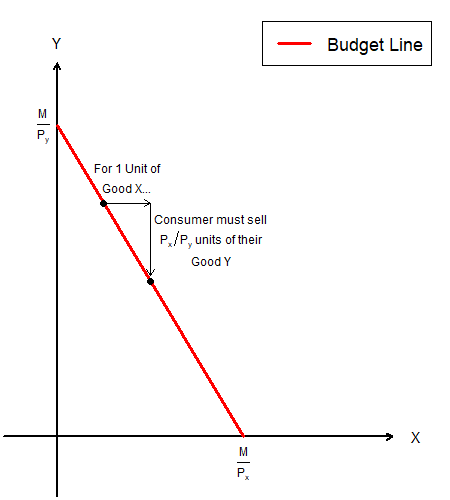 Budget Line
Y
M
Py
For 1 Unit of
Good X...
Consumer must sell
Px/Py units of their
Good Y
X
M
Px